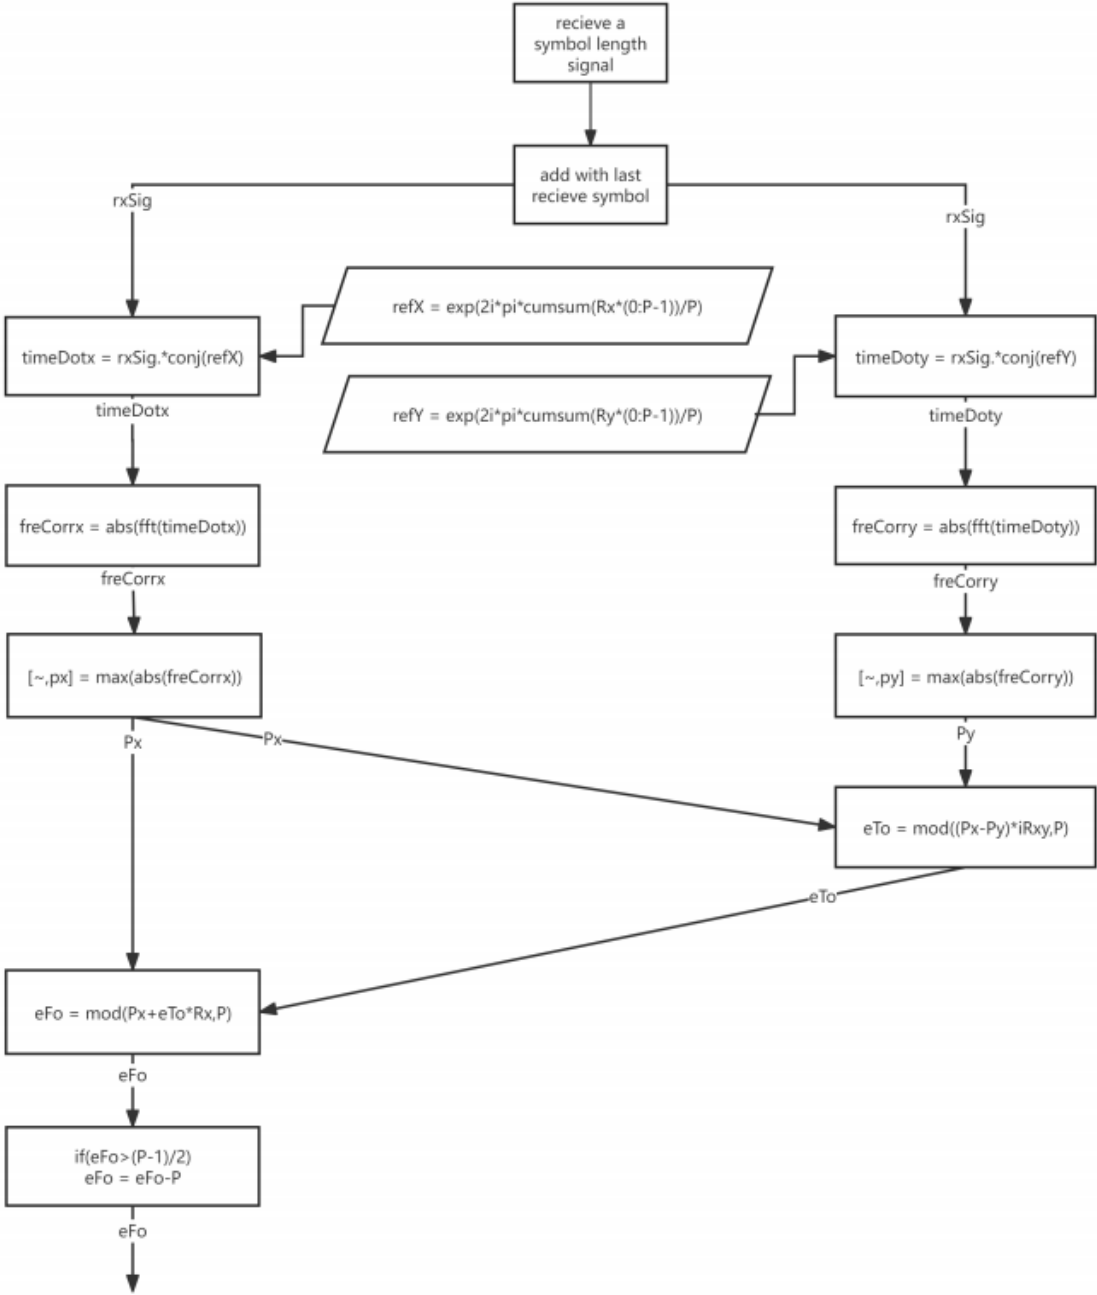 recieve a
symbol length
signal
add with last
recieve symbol
rxSig
rxSig
refX = exp(2i*pi*cumsum(Rx*(0:P-1))/P)
timeDotx = rxSig.*conj(refX)
timeDoty = rxSig.*conj(refY)
refY = exp(2i*pi*cumsum(Ry*(0:P-1))/P)
timeDotx
timeDoty
freCorrx = abs(fft(timeDotx))
freCorry = abs(fft(timeDoty))
freCorrx
freCorry
[~,px] = max(abs(freCorrx))
[~,py] = max(abs(freCorry))
Px
Px
Py
eTo = mod((Px-Py)*iRxy,P)
eTo
eFo = mod(Px+eTo*Rx,P)
eFo
if(eFo>(P-1)/2)
eFo = eFo-P
eFo